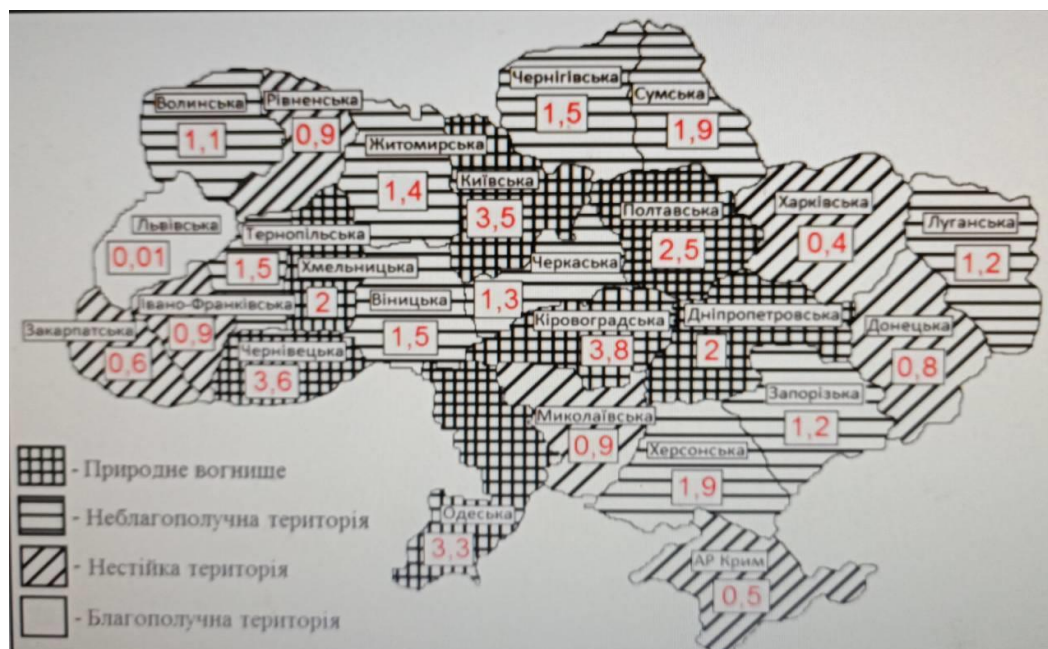 Чернігівська
1,5
Сумська
1,9
Волинська
1,1
Рівненська
0,9
Житомирська
1,4
Київська
3,5
Полтавська
2,5
Харківська
0,4
Луганська
1,2
Львівська
0,01
Тернопільська
1,5
Хмельницька
2
Черкаська
1,3
Віницька
1,5
Івано-Франківська
0,9
Закарпатська
0,6
Чернівецька
3,6
Кіровоградська
3,8
Дніпропетровська
2
Донецька
0,8
Запорізька
1,2
Миколаївська
0,9
Херсонська
1,9
Одеська
3,3
АР Крим
0,5
- Природне вогнище
- Неблагополучна територія
- Нестійка територія
- Благополучна територія